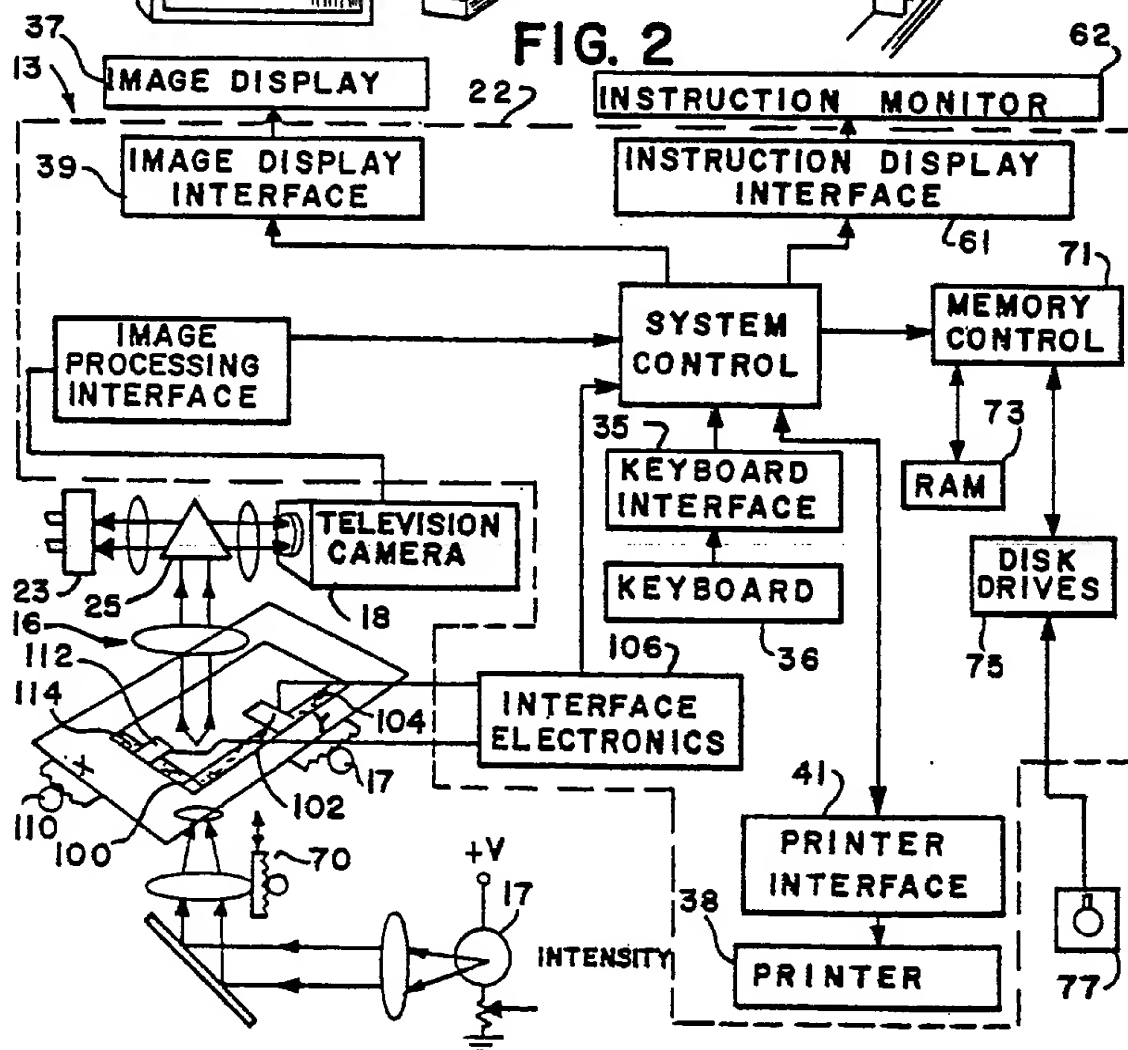 FIG. 2
37
13
IMAGE DISPLAY
22
62
INSTRUCTION MONITOR
39
IMAGE DISPLAY
INTERFACE
INSTRUCTION DISPLAY
INTERFACE
61
71
IMAGE
PROCESSING
INTERFACE
SYSTEM
CONTROL
MEMORY
CONTROL
73
RAM
35
KEYBOARD
INTERFACE
TELEVISION
CAMERA
23
25
18
KEYBOARD
36
DISK
DRIVES
75
16
112
114
104
106
INTERFACE
ELECTRONICS
X
Y
17
110
100
102
41
PRINTER
INTERFACE
70
+V
17
38
INTENSITY
PRINTER
77